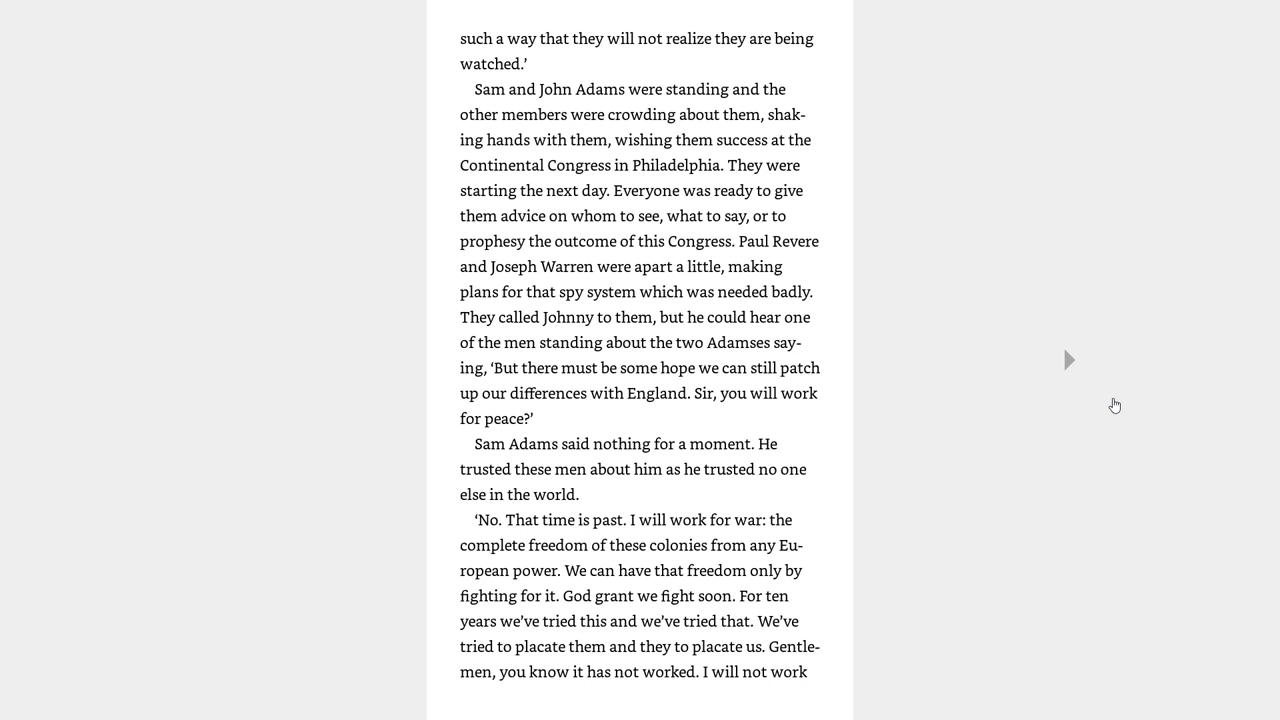 such a way that they will not realize they are being
watched.’
Sam and John Adams were standing and the
other members were crowding about them, shak-
ing hands with them, wishing them success at the
Continental Congress in Philadelphia. They were
starting the next day. Everyone was ready to give
them advice on whom to see, what to say, or to
prophesy the outcome of this Congress. Paul Revere
and Joseph Warren were apart a little, making
plans for that spy system which was needed badly.
They called Johnny to them, but he could hear one
of the men standing about the two Adamses say-
ing, ‘But there must be some hope we can still patch
up our differences with England. Sir, you will work
for peace?’
Sam Adams said nothing for a moment. He
trusted these men about him as he trusted no one
else in the world.
‘No. That time is past. I will work for war: the
complete freedom of these colonies from any Eu-
ropean power. We can have that freedom only by
fighting for it. God grant we fight soon. For ten
years we’ve tried this and we’ve tried that. We’ve
tried to placate them and they to placate us. Gentle-
men, you know it has not worked. I will not work